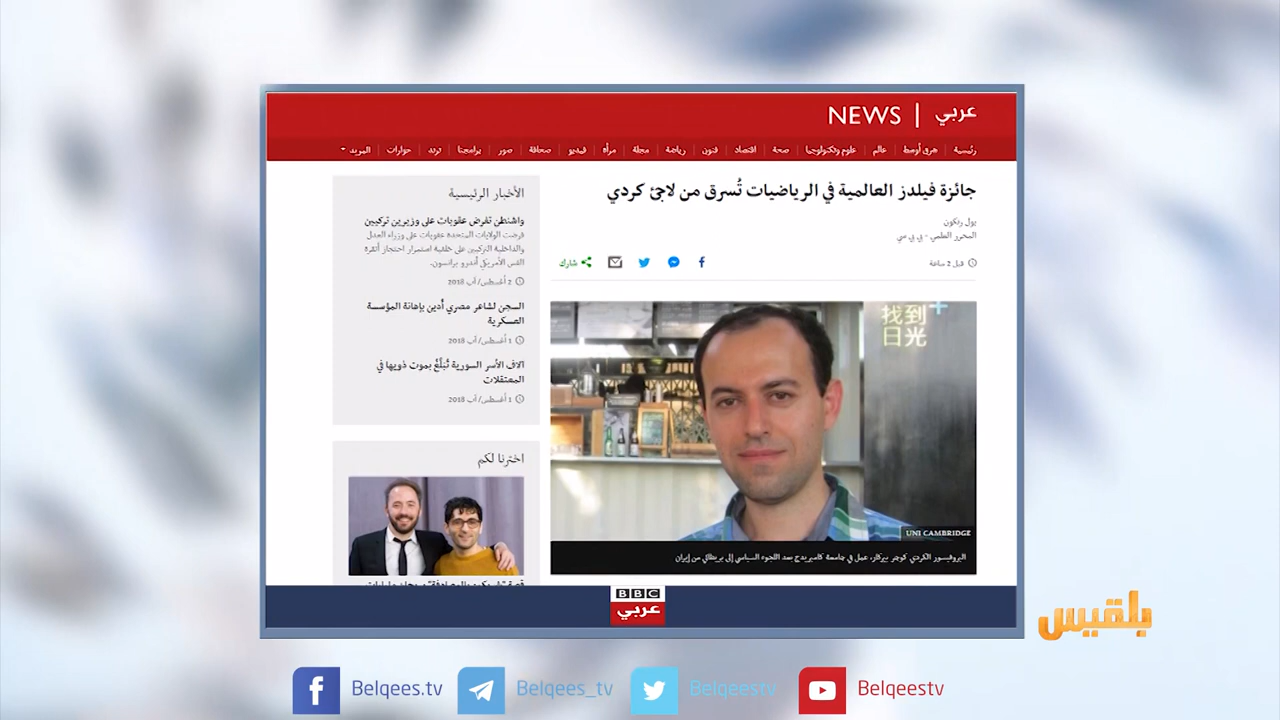 عربي | NEWS
رئيسية | شرق أوسط | عالم | علوم وتكنولوجيا | صحة | اقتصاد | فنون | رياضة | مجلة | مرأة | فيديو | صحافة | صور | برامجنا | ترند | حوارات | المزيد
جائزة فيلدز العالمية في الرياضيات تُسرق من لاجئ كردي
بول رنكون
المحرر العلمي - بي بي سي
قبل 2 ساعة
شارك
找到
日光
UNI CAMBRIDGE
البروفيسور الكردي كوجر بيركار، عمل في جامعة كامبريدج بعد اللجوء السياسي إلى بريطاني من إيران
الأخبار الرئيسية
واشنطن تفرض عقوبات على وزيرين تركيين
فرضت الولايات المتحدة عقوبات على وزراء العدل
والداخلية التركيين على خلفية استمرار احتجاز أنقرة
القس الأمريكي أندرو برانسون.
2 أغسطس/ آب 2018
السجن لشاعر مصري أدين بإهانة المؤسسة
العسكرية
1 أغسطس/ آب 2018
آلاف الأسر السورية تُبلَّغ بموت ذويها في
المعتقلات
1 أغسطس/ آب 2018
اخترنا لكم
BBC
عربي
بلقيس
Belqees.tv
Belqees_tv
Belqeestv
Belqeestv